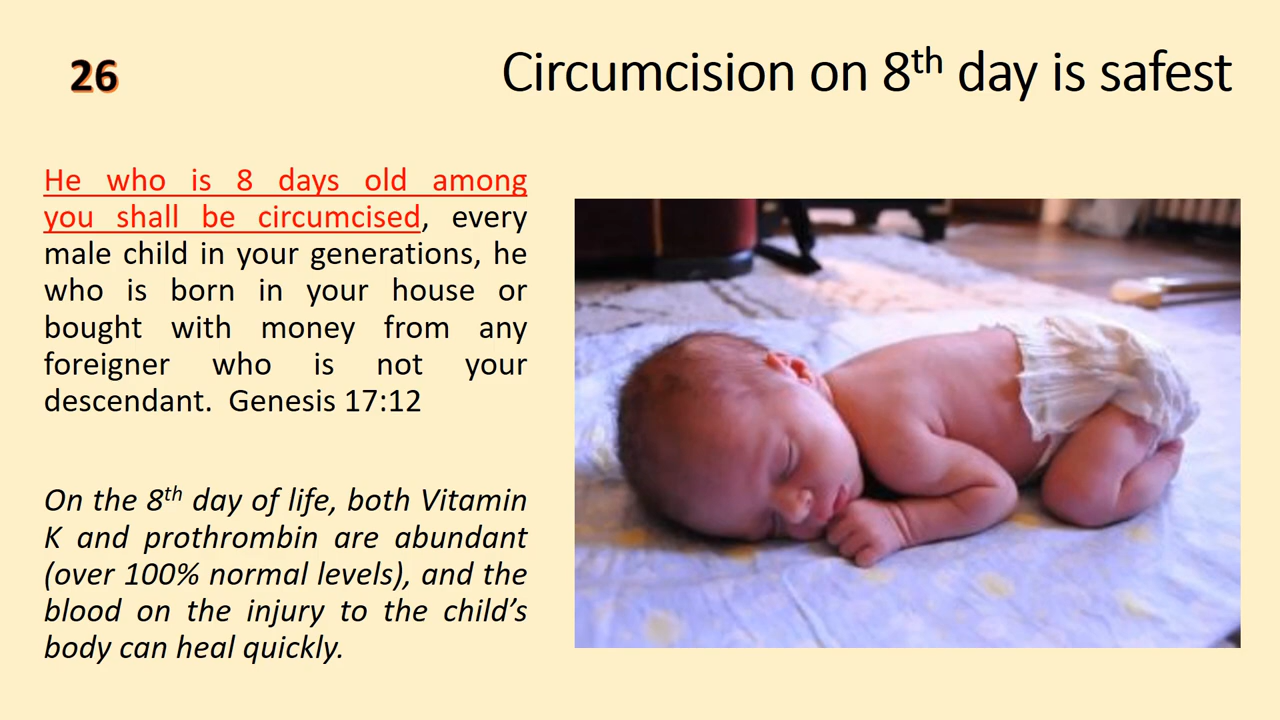 26
Circumcision on 8th day is safest
He who is 8 days old among
you shall be circumcised, every
male child in your generations, he
who is born in your house or
bought with money from any
foreigner who is not your
descendant.  Genesis 17:12
On the 8th day of life, both Vitamin
K and prothrombin are abundant
(over 100% normal levels), and the
blood on the injury to the child’s
body can heal quickly.